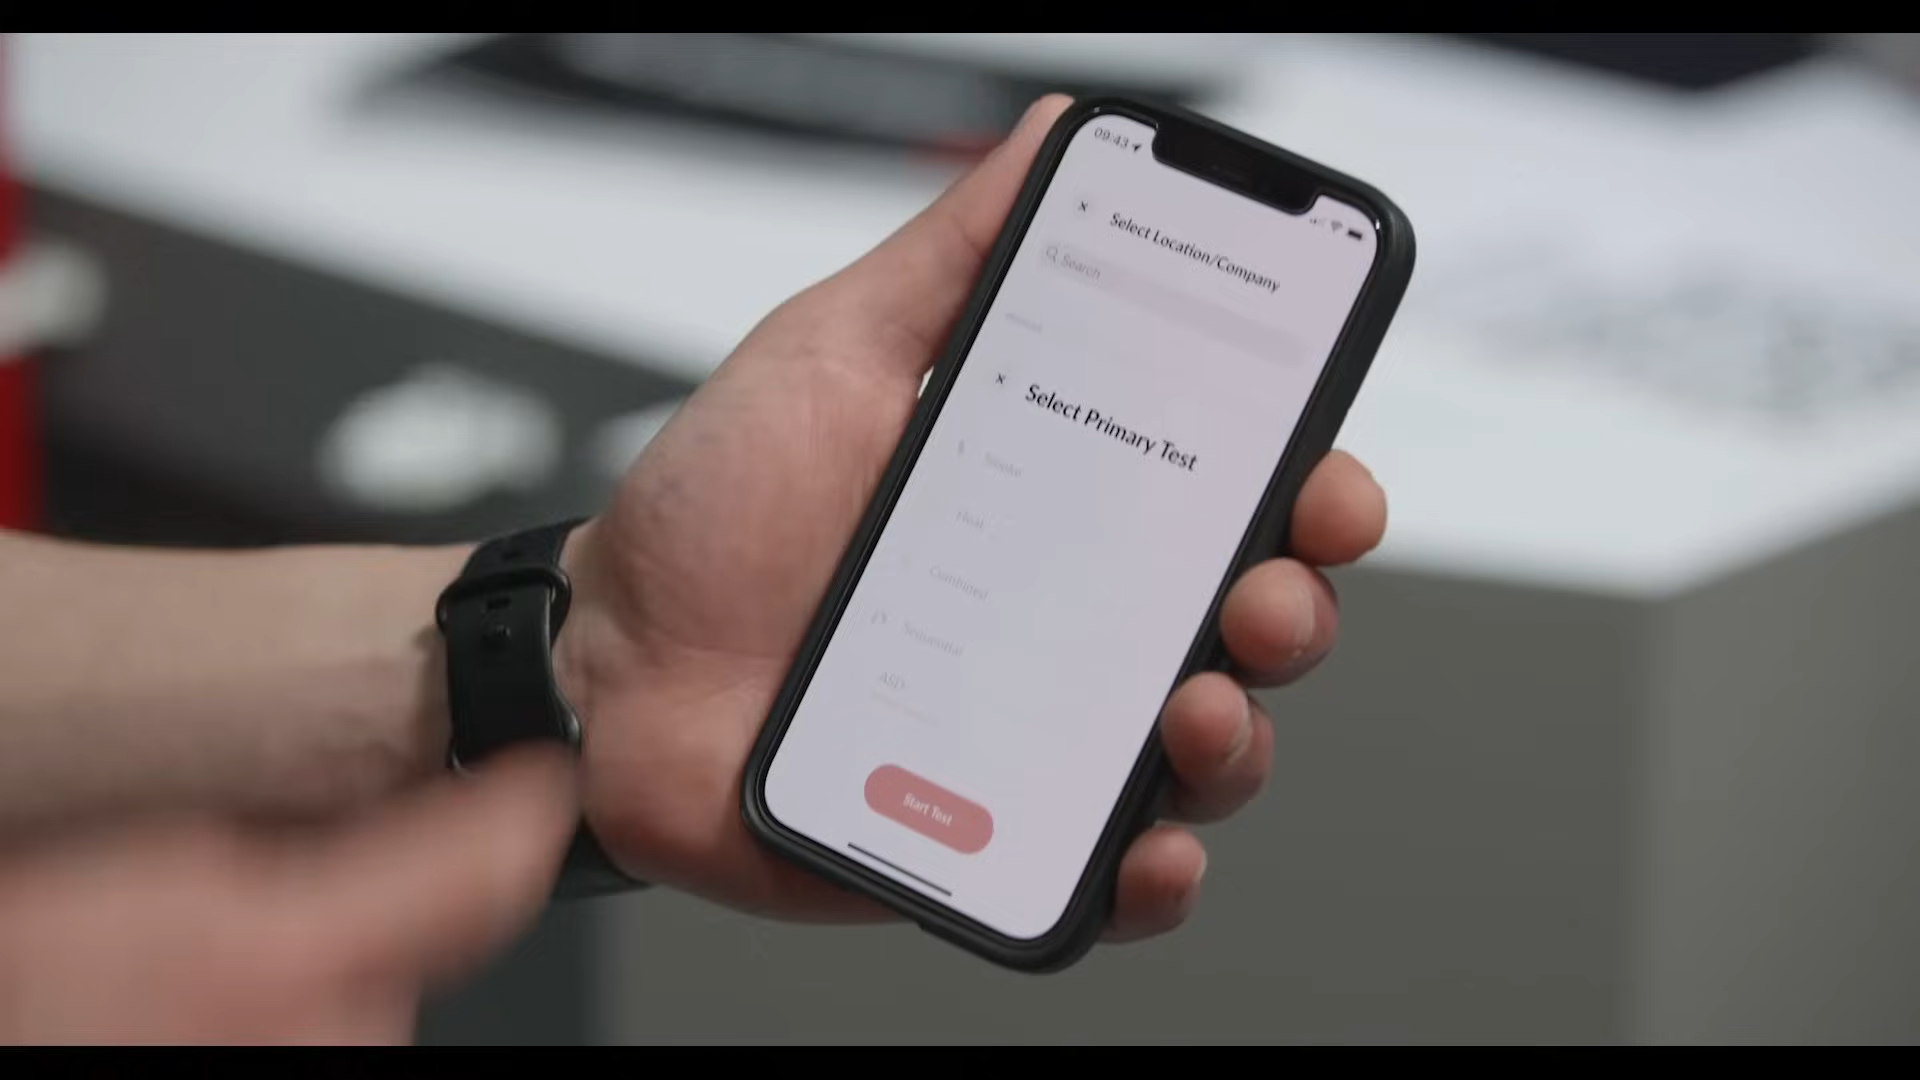 09:43
Select Location/Company
Search
Select Primary Test
Smoke
Heat
Combined
Sequential
ASD
Start Test